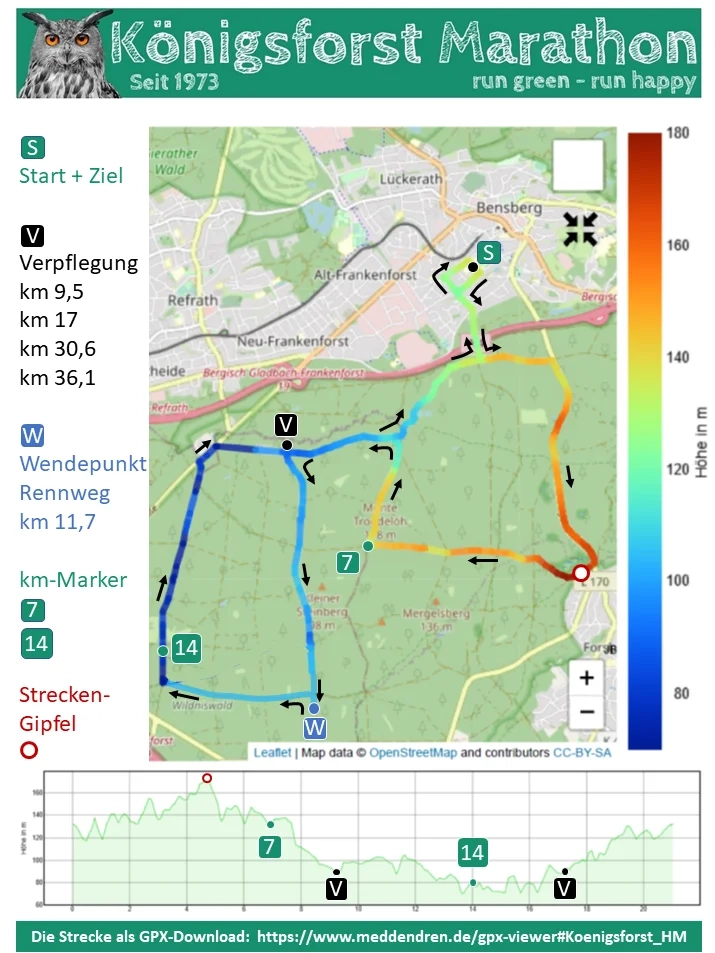 Königsforst Marathon
Seit 1973
run green - run happy
S
Start + Ziel
V
Verpflegung
km 9,5
km 17
km 30,6
km 36,1
W
Wendepunkt
Rennweg
km 11,7
km-Marker
7
14
Strecken-
Gipfel
ierather
Wald
Lückerath
Bensberg
S
Alt-Frankenforst
Refrath
Neu-Frankenforst
Bergisch Gladbach-Frankenforst
19
heide
Refrath
V
7
L 170
Kleiner
Steinberg
98 m
Mergelsberg
136 m
14
Wildniswald
W
forst
+
−
Leaflet | Map data © OpenStreetMap and contributors CC-BY-SA
180
160
140
120
100
80
Höhe in m
Höhe in m
160
140
120
100
80
60
0
2
4
6
8
10
12
14
16
18
20
7
V
14
V
Die Strecke als GPX-Download: https://www.meddendren.de/gpx-viewer#Koenigsforst_HM